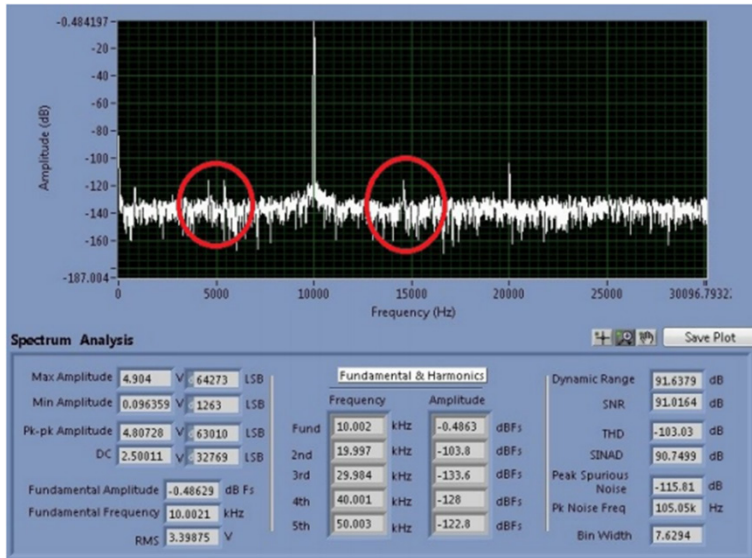 -0.484197
-20
-40
-60
-80
-100
-120
-140
-160
-187.004
Amplitude (dB)
0 5000 10000 15000 20000 30096.7932
Frequency (Hz)
Spectrum Analysis
Save Plot
Max Amplitude 4.904 V 64273 LSB
Min Amplitude 0.096359 V 1263 LSB
Pk-pk Amplitude 4.80728 V 63010 LSB
DC 2.50011 V 32769 LSB
Fundamental Amplitude -0.48629 dB Fs
Fundamental Frequency 10.0021 kHz
RMS 3.39875 V
Fundamental & Harmonics
Frequency Amplitude
Fund 10.002 kHz -0.4863 dBFs
2nd 19.997 kHz -103.8 dBFs
3rd 29.984 kHz -133.6 dBFs
4th 40.001 kHz -128 dBFs
5th 50.003 kHz -122.8 dBFs
Dynamic Range 91.6379 dB
SNR 91.0164 dB
THD -103.03 dB
SINAD 90.7499 dB
Peak Spurious Noise -115.81 dB
Pk Noise Freq 105.05k Hz
Bin Width 7.6294